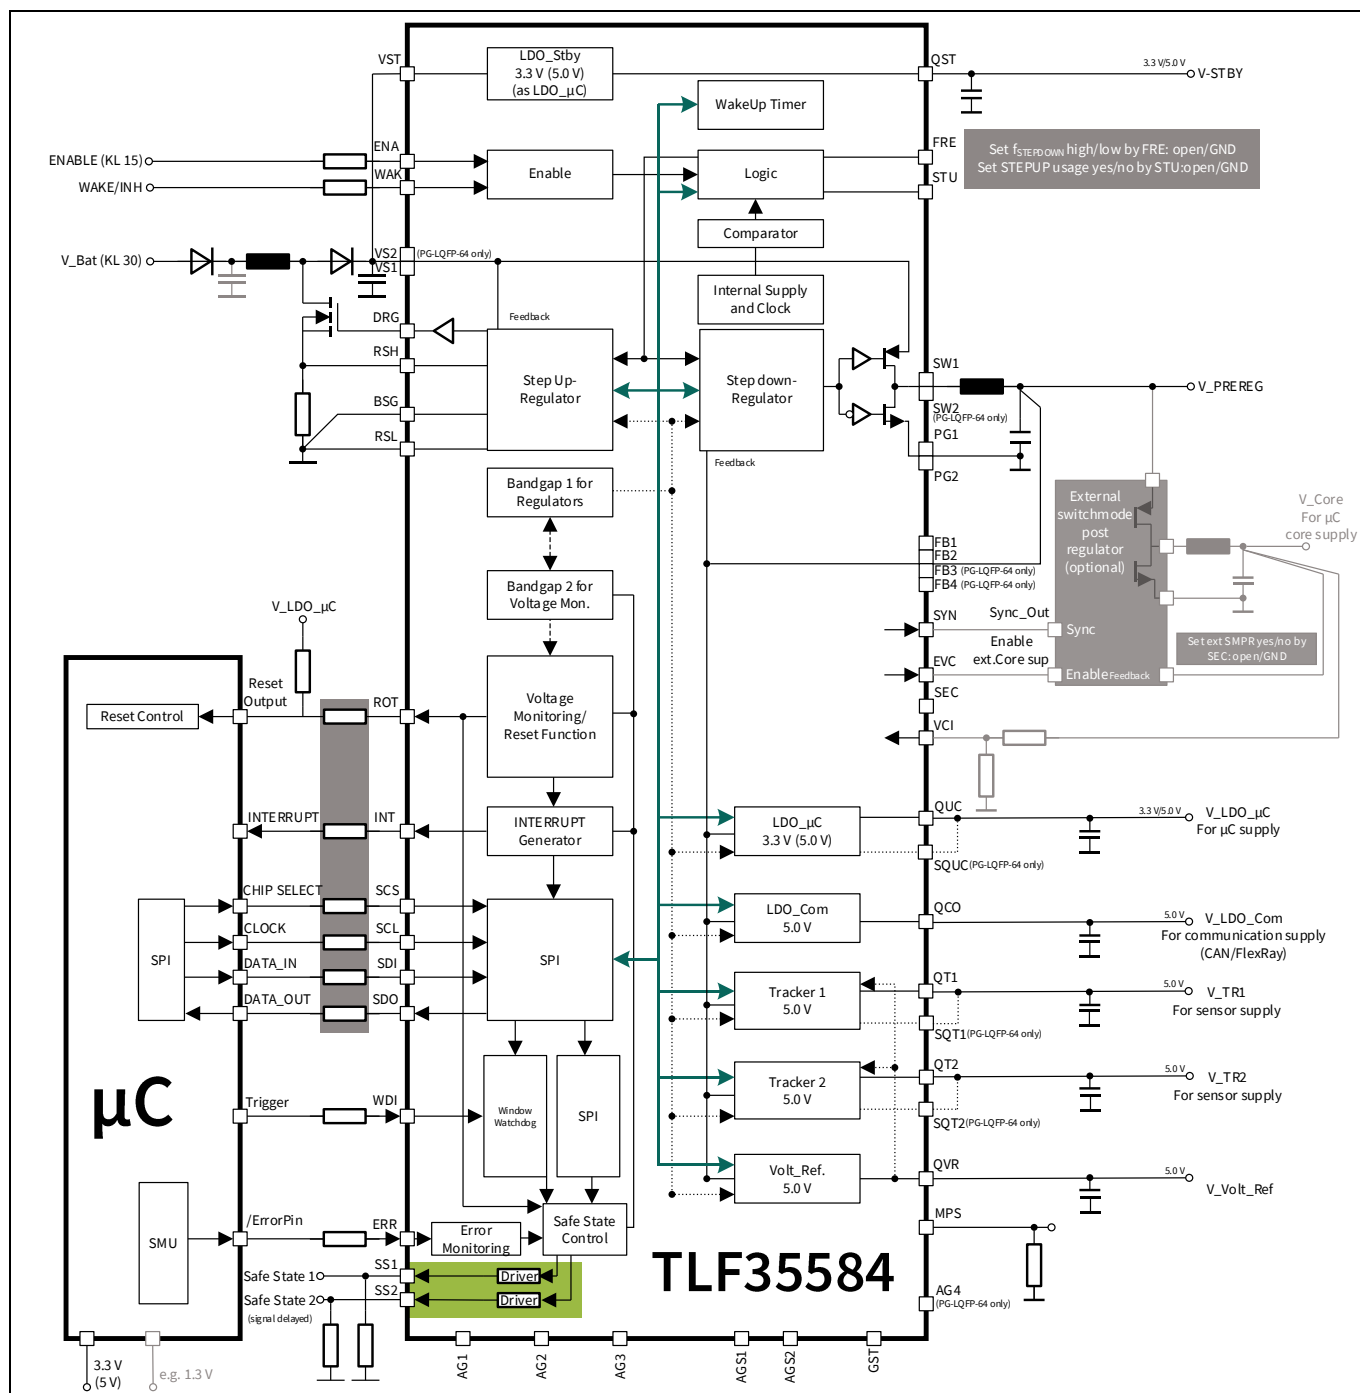 VST
LDO_Stby
3.3 V (5.0 V)
(as LDO_µC)
QST
3.3 V/5.0 V
V-STBY
WakeUp Timer
ENABLE (KL 15)
ENA
WAKE/INH
WAK
Enable
Logic
FRE
STU
Set fSTEPDOWN high/low by FRE: open/GND
Set STEPUP usage yes/no by STU:open/GND
Comparator
V_Bat (KL 30)
VS2
(PG-LQFP-64 only)
VS1
Internal Supply
and Clock
DRG
Feedback
RSH
Step Up-
Regulator
Step down-
Regulator
SW1
V_PREREG
BSG
SW2
(PG-LQFP-64 only)
RSL
PG1
Feedback
PG2
Bandgap 1 for
Regulators
External
switchmode
post
regulator
(optional)
V_Core
For µC
core supply
FB1
FB2
FB3 (PG-LQFP-64 only)
FB4 (PG-LQFP-64 only)
Bandgap 2 for
Voltage Mon.
V_LDO_µC
SYN
Sync_Out
Sync
Enable
ext.Core sup
Set ext SMPR yes/no by
SEC: open/GND
EVC
Enable
Feedback
SEC
Reset
Output
ROT
Reset Control
Voltage
Monitoring/
Reset Function
VCI
INTERRUPT
INT
INTERRUPT
Generator
LDO_µC
3.3 V (5.0 V)
QUC
3.3 V/5.0 V
V_LDO_µC
For µC supply
SQUC(PG-LQFP-64 only)
CHIP SELECT
SCS
CLOCK
SCL
DATA_IN
SDI
DATA_OUT
SDO
SPI
SPI
LDO_Com
5.0 V
QCO
5.0 V
V_LDO_Com
For communication supply
(CAN/FlexRay)
Tracker 1
5.0 V
QT1
5.0 V
V_TR1
For sensor supply
SQT1(PG-LQFP-64 only)
Tracker 2
5.0 V
QT2
5.0 V
V_TR2
For sensor supply
SQT2(PG-LQFP-64 only)
µC
Trigger
WDI
Window
Watchdog
SPI
Volt_Ref.
5.0 V
QVR
5.0 V
V_Volt_Ref
SMU
/ErrorPin
ERR
Error
Monitoring
Safe State
Control
MPS
TLF35584
Safe State 1
SS1
Driver
Safe State 2
(signal delayed)
SS2
Driver
AG4
(PG-LQFP-64 only)
3.3 V
(5 V)
e.g. 1.3 V
AG1
AG2
AG3
AGS1
AGS2
GST